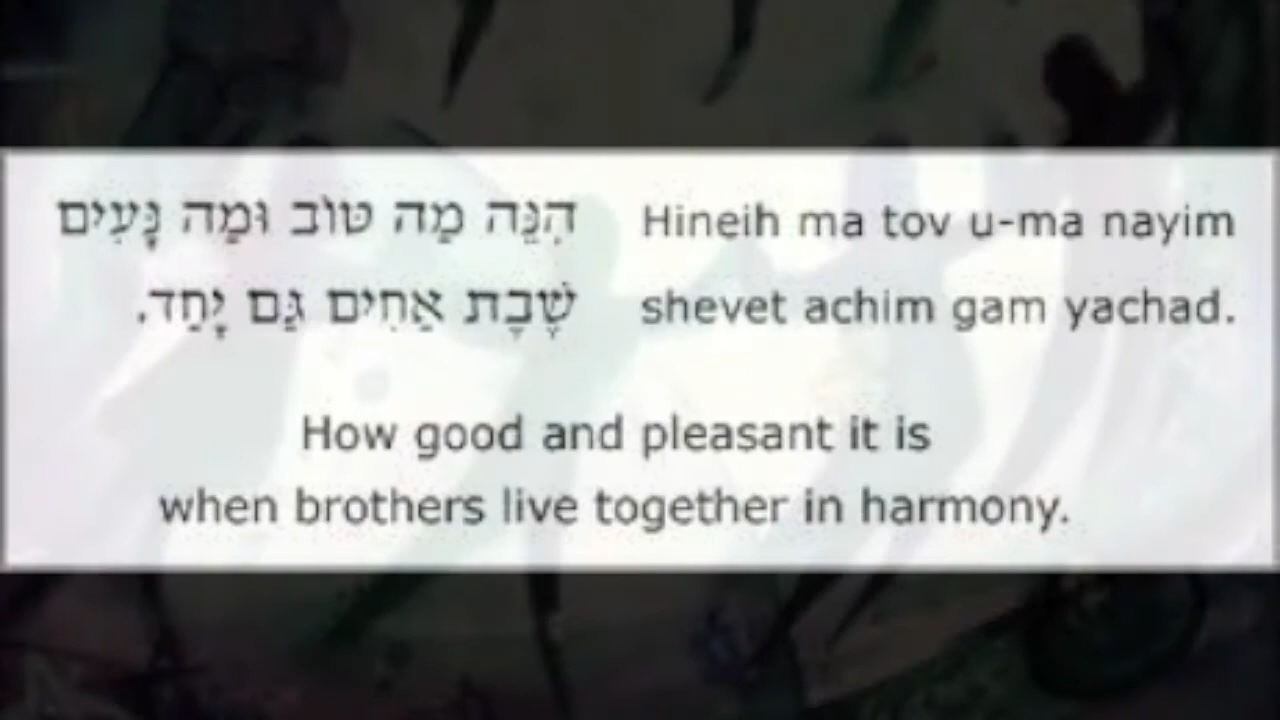 הִנֵּה מַה טּוֹב וּמַה נָּעִים
שֶׁבֶת אַחִים גַּם יָחַד.
Hineih ma tov u-ma nayim
shevet achim gam yachad.
How good and pleasant it is
when brothers live together in harmony.